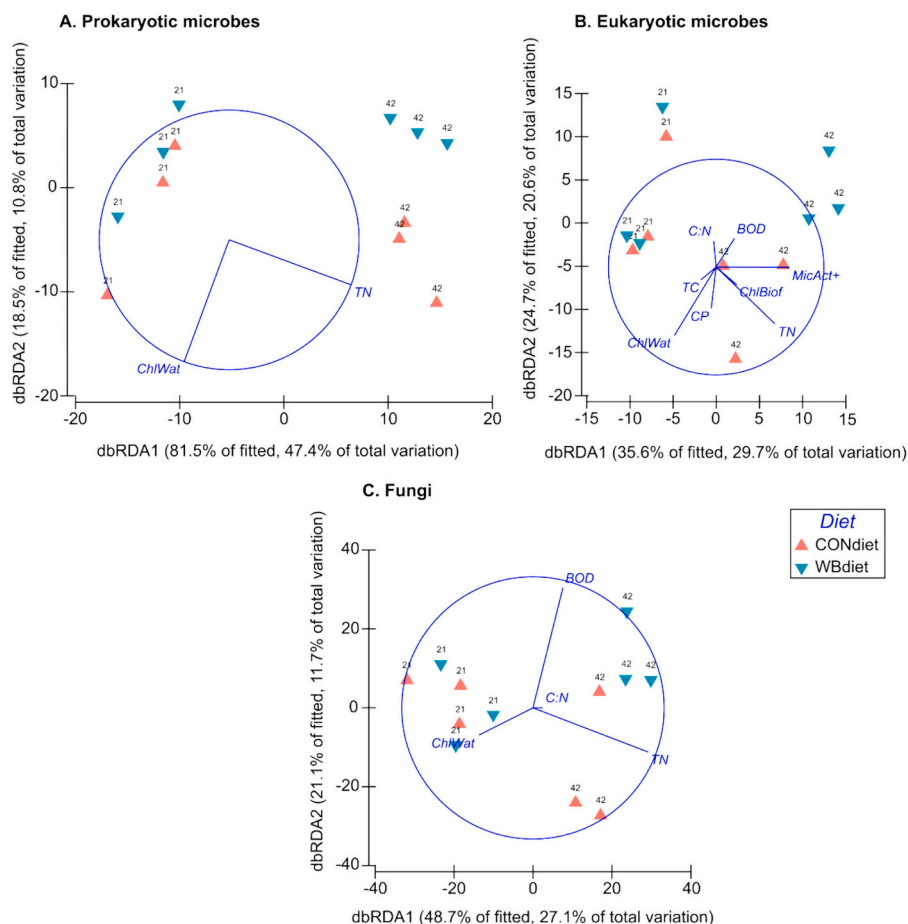 A. Prokaryotic microbes
dbRDA2 (18.5% of fitted, 10.8% of total variation)
10
0
-10
-20
21
21
21
21
21
21
42
42
42
42
42
42
TN
ChlWat
-20
-10
0
10
20
dbRDA1 (81.5% of fitted, 47.4% of total variation)
B. Eukaryotic microbes
dbRDA2 (24.7% of fitted, 20.6% of total variation)
15
10
5
0
-5
-10
-15
-20
21
21
21
21
21
42
42
42
42
42
42
C:N
BOD
MicAct+
TC
ChlBiof
CP
TN
ChlWat
-15
-10
-5
0
5
10
15
dbRDA1 (35.6% of fitted, 29.7% of total variation)
C. Fungi
dbRDA2 (21.1% of fitted, 11.7% of total variation)
40
20
0
-20
-40
BOD
42
21
21
21
42
42
42
21
21
C:N
ChlWat
21
TN
42
42
-40
-20
0
20
40
dbRDA1 (48.7% of fitted, 27.1% of total variation)
Diet
CONdiet
WBdiet